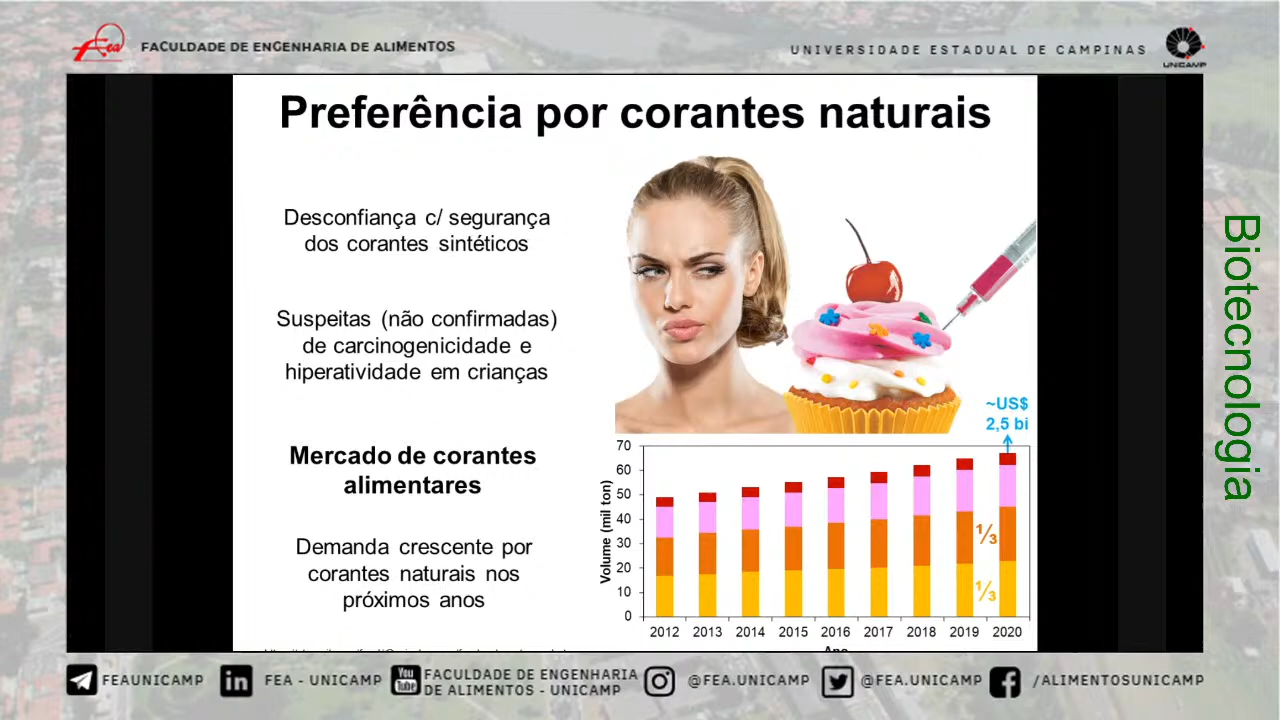 Fea
FACULDADE DE ENGENHARIA DE ALIMENTOS
UNIVERSIDADE ESTADUAL DE CAMPINAS
UNICAMP
Preferência por corantes naturais
Desconfiança c/ segurança
dos corantes sintéticos
Suspeitas (não confirmadas)
de carcinogenicidade e
hiperatividade em crianças
Mercado de corantes
alimentares
Demanda crescente por
corantes naturais nos
próximos anos
~US$
2,5 bi
Volume (mil ton)
70
60
50
40
30
20
10
0
⅓
⅓
2012 2013 2014 2015 2016 2017 2018 2019 2020
Biotecnologia
FEAUNICAMP
in
FEA - UNICAMP
You
Tube
FACULDADE DE ENGENHARIA
DE ALIMENTOS - UNICAMP
@FEA.UNICAMP
@FEA.UNICAMP
f
/ALIMENTOSUNICAMP